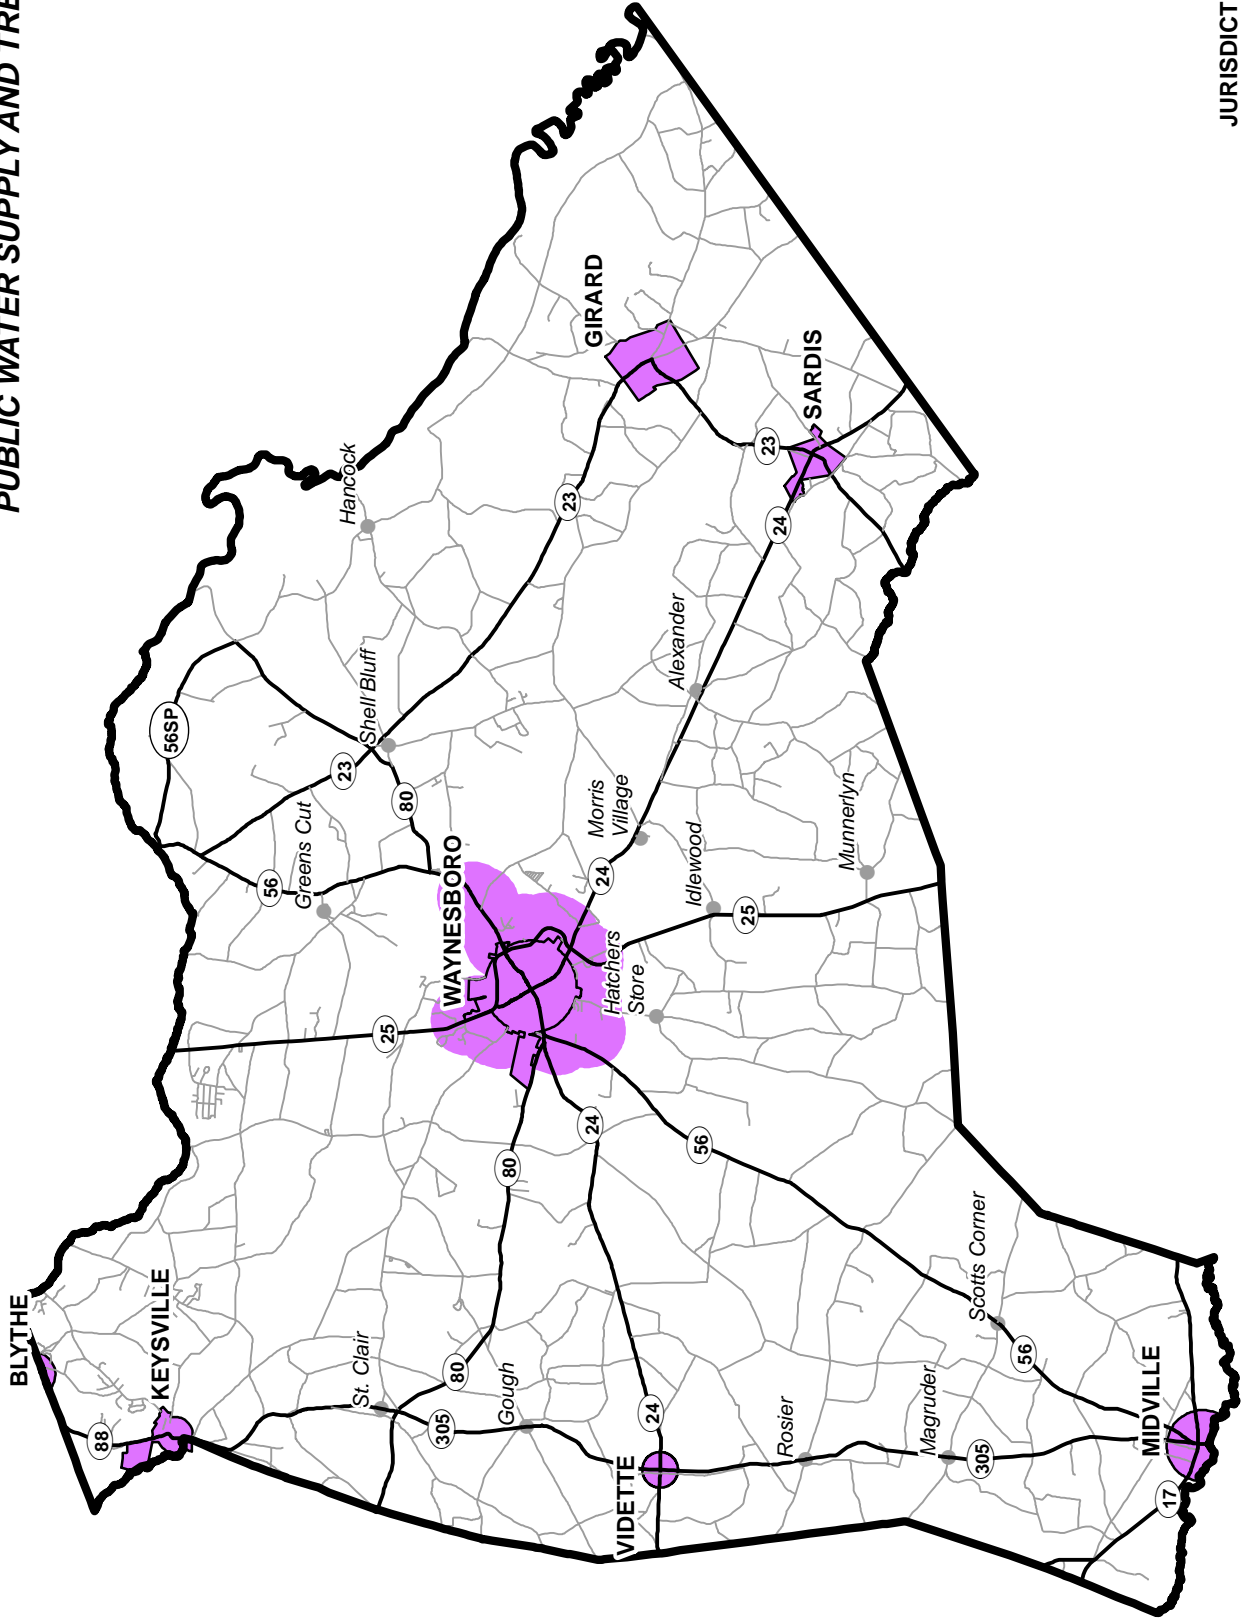 PUBLIC WATER SUPPLY AND TRE
JURISDICT
BLYTHE
KEYSVILLE
88
St. Clair
80
305
Gough
VIDETTE
24
Rosier
Magruder
305
MIDVILLE
17
56
Scotts Corner
56
24
80
25
WAYNESBORO
Hatchers
Store
25
Idlewood
Munnerlyn
24
Morris
Village
Greens Cut
56
80
23
56SP
Shell Bluff
Alexander
Hancock
23
24
23
SARDIS
GIRARD